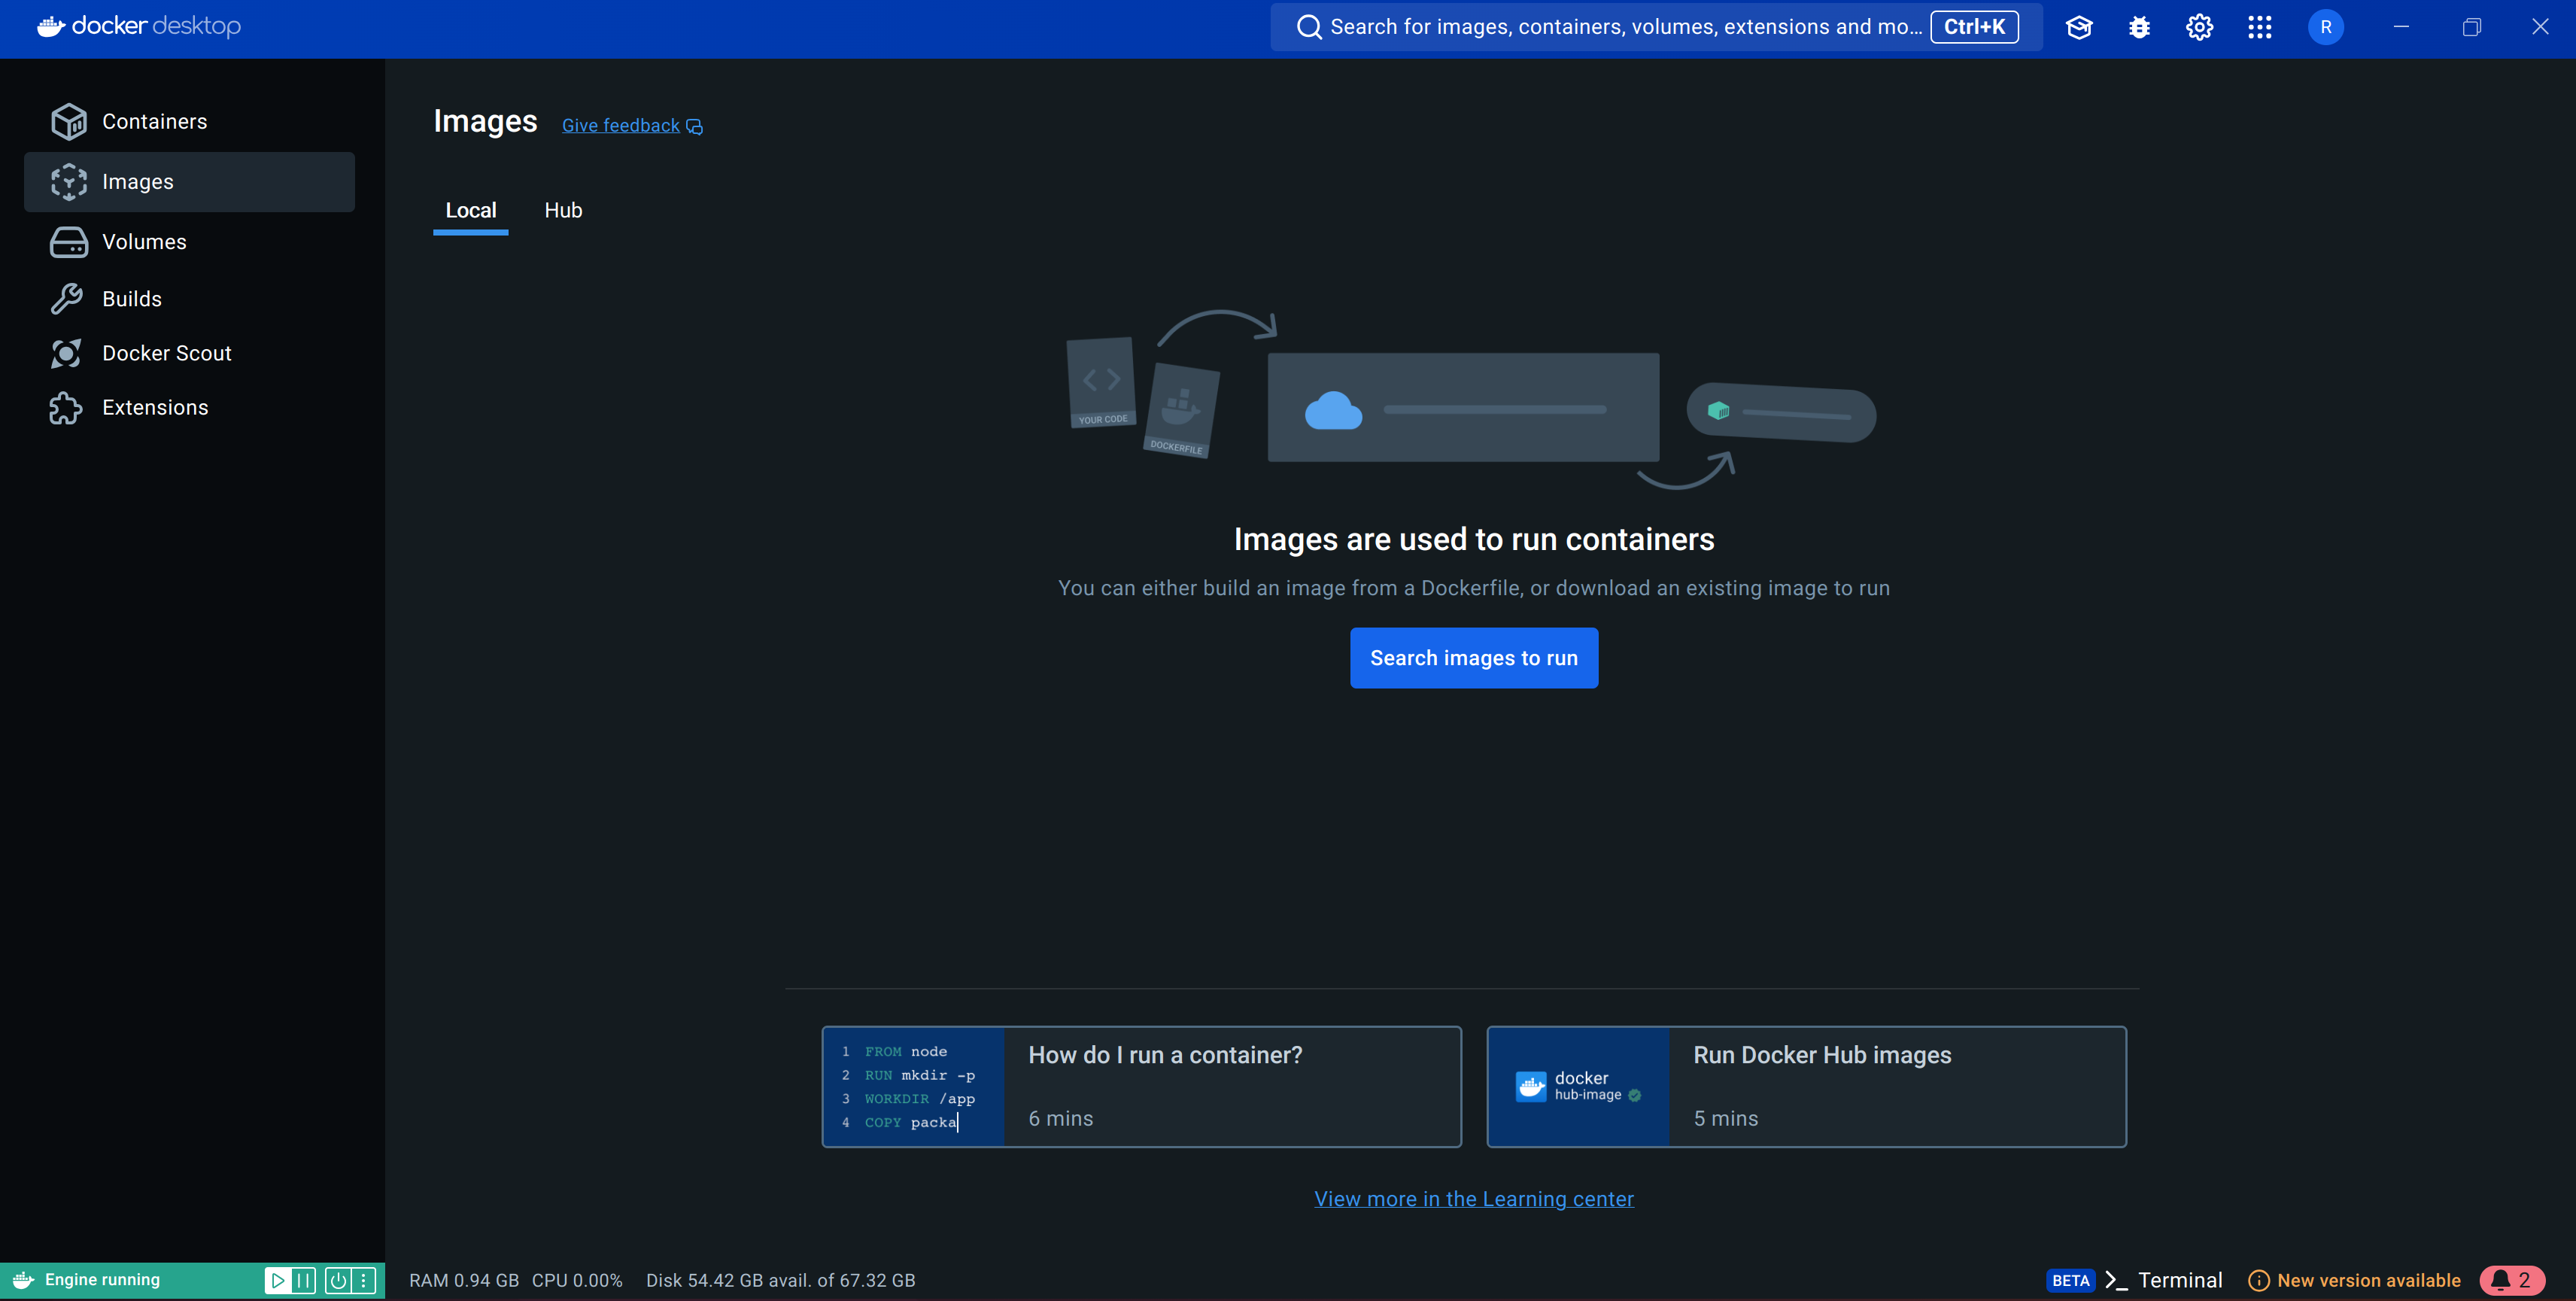 docker desktop
Search for images, containers, volumes, extensions and mo... Ctrl+K
R
Containers
Images
Volumes
Builds
Docker Scout
Extensions
Images Give feedback
Local Hub
YOUR CODE
DOCKERFILE
Images are used to run containers
You can either build an image from a Dockerfile, or download an existing image to run
Search images to run
1 FROM node
2 RUN mkdir -p
3 WORKDIR /app
4 COPY packa
How do I run a container?
6 mins
docker
hub-image
Run Docker Hub images
5 mins
View more in the Learning center
Engine running
RAM 0.94 GB CPU 0.00% Disk 54.42 GB avail. of 67.32 GB
BETA Terminal New version available 2